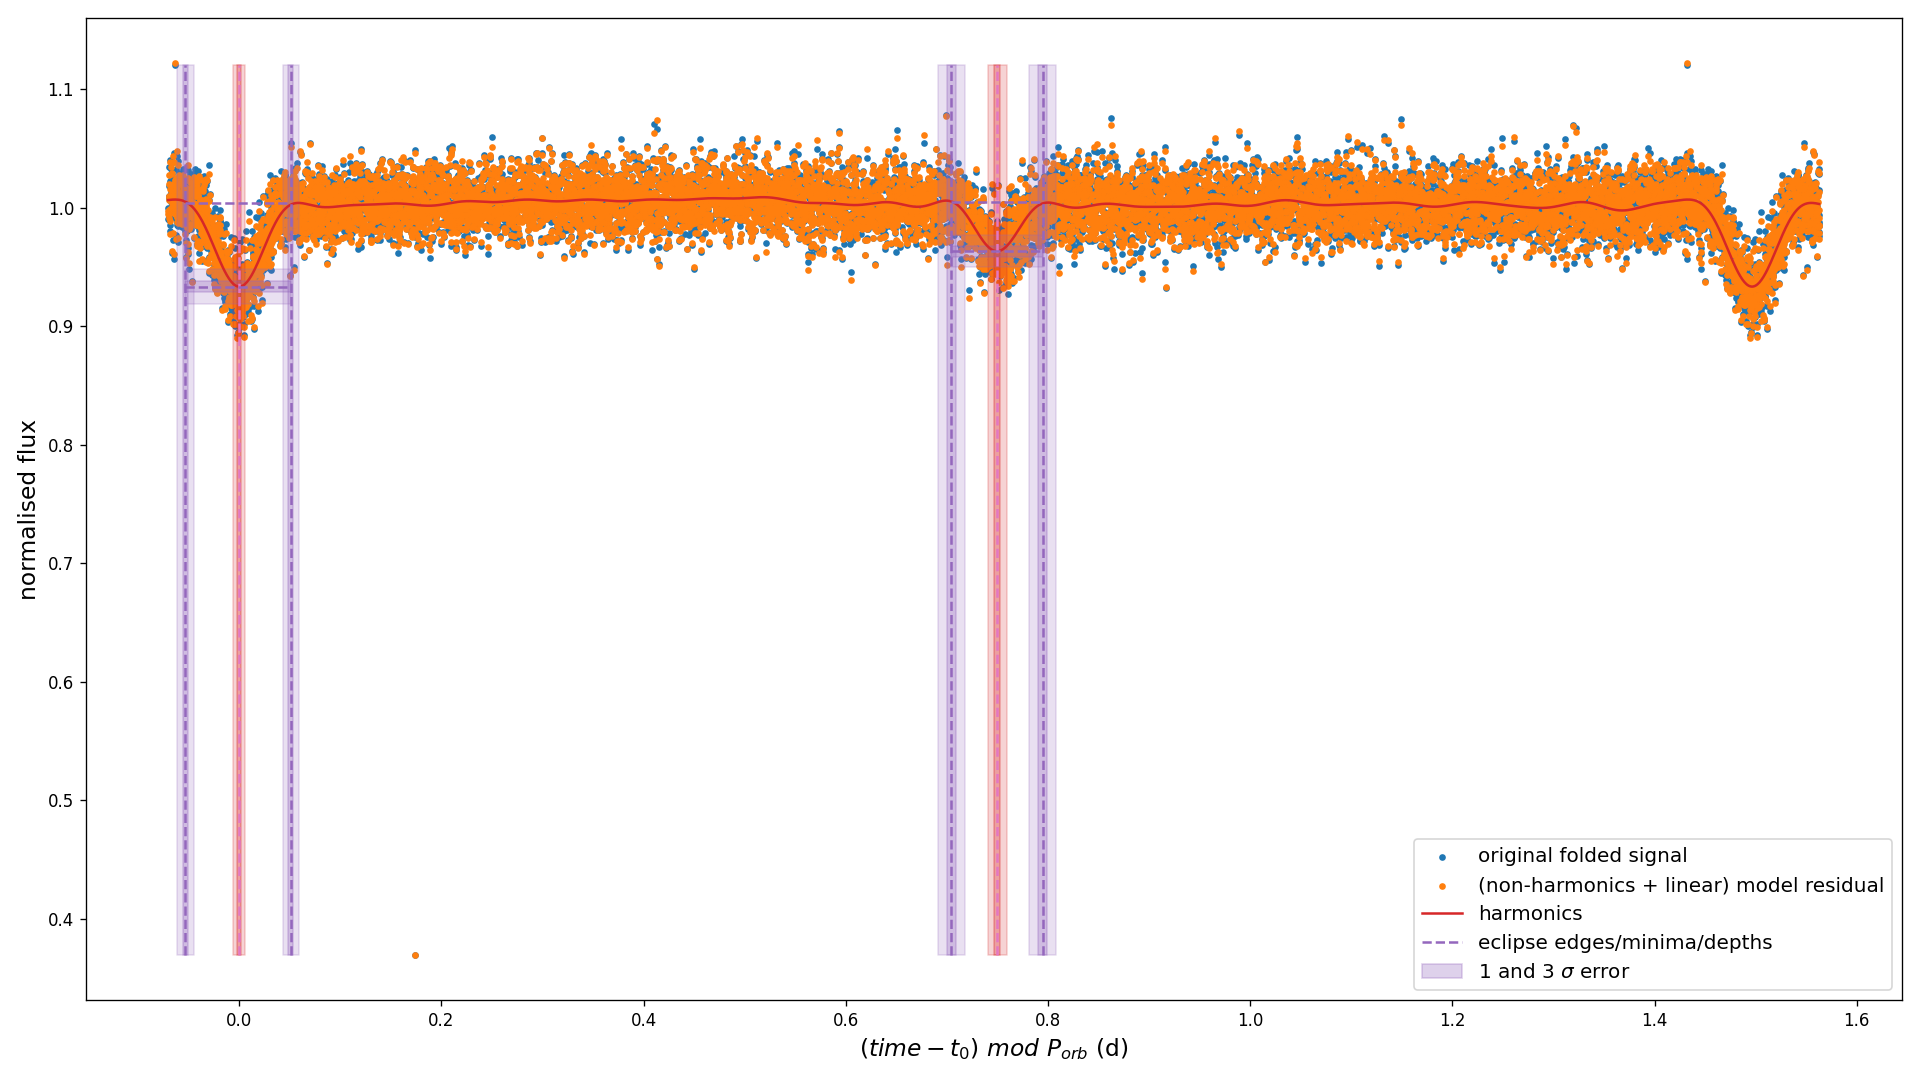 normalised flux
1.1
1.0
0.9
0.8
0.7
0.6
0.5
0.4
0.0 0.2 0.4 0.6 0.8 1.0 1.2 1.4 1.6
(time − t₀) mod Pₒᵣb (d)
original folded signal
(non-harmonics + linear) model residual
harmonics
eclipse edges/minima/depths
1 and 3 σ error